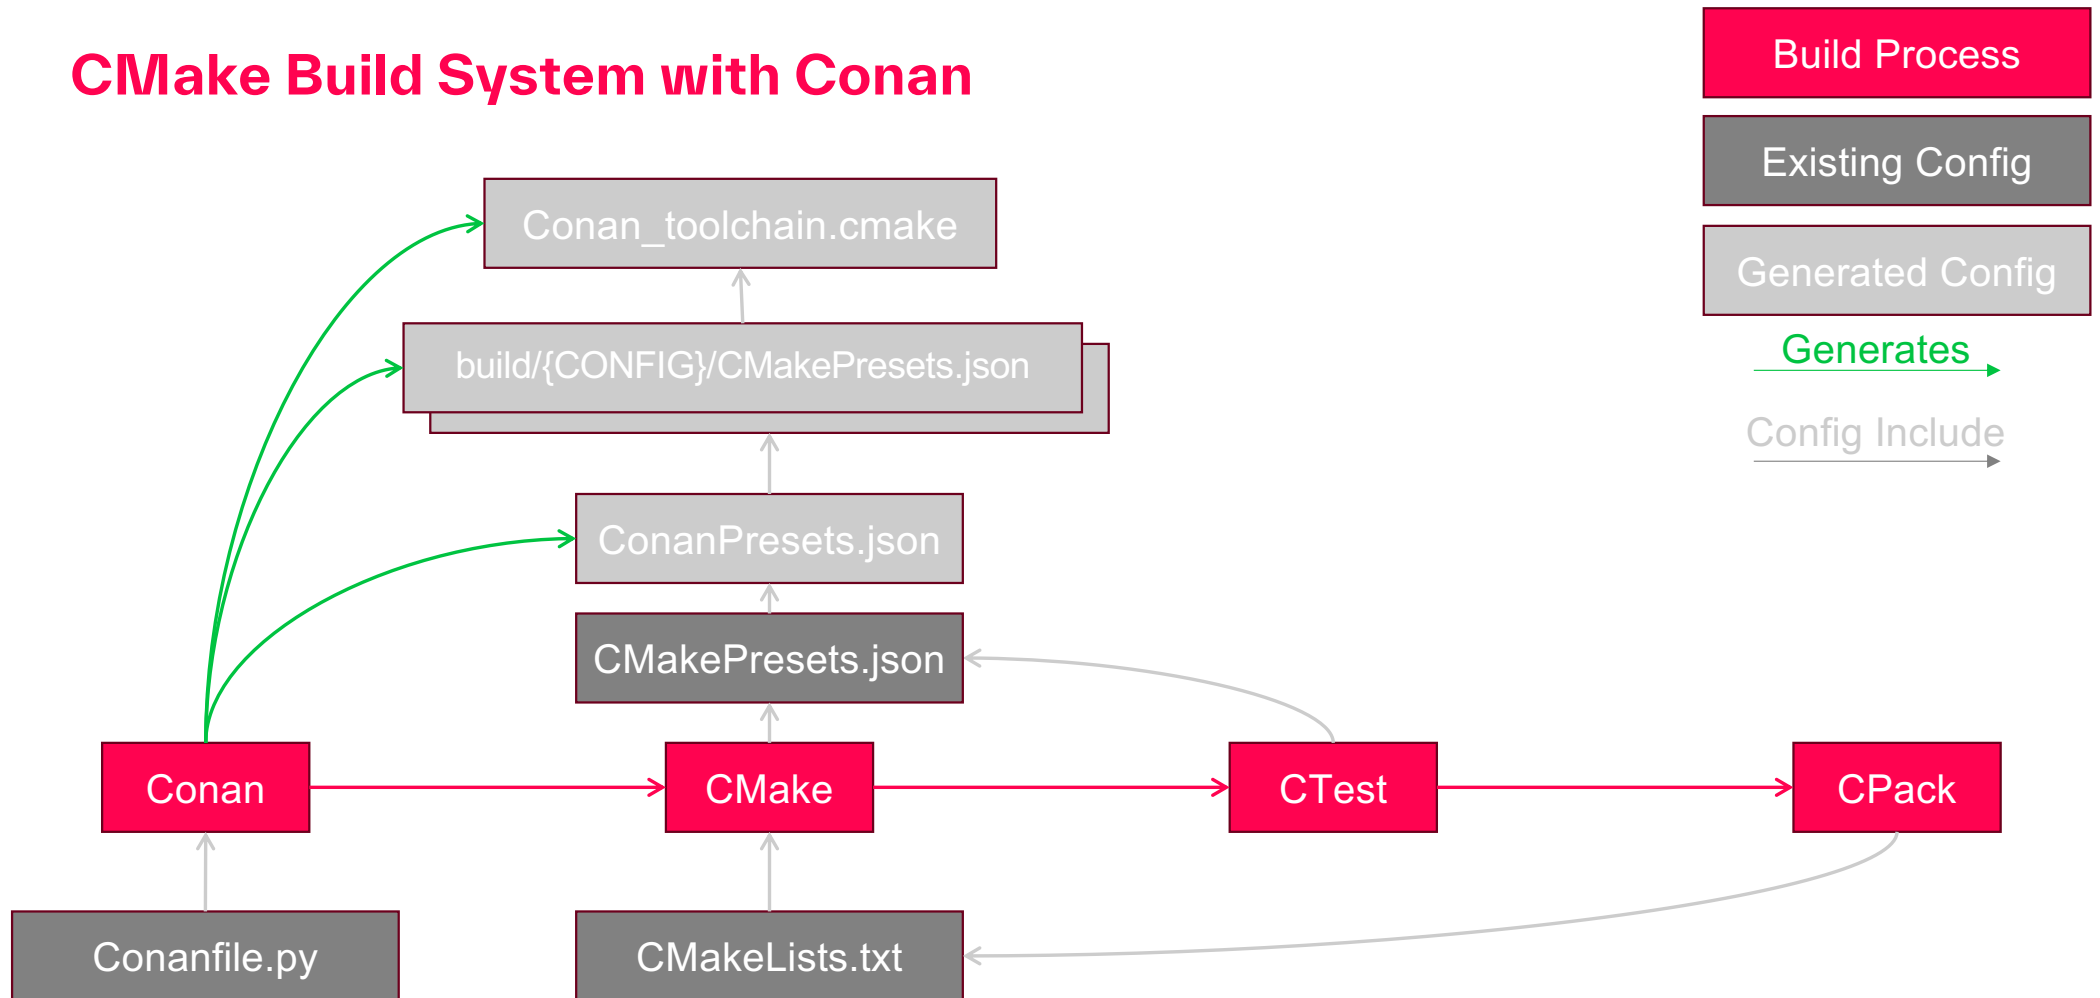 CMake Build System with Conan
Build Process
Existing Config
Generated Config
Generates
Config Include
Conan_toolchain.cmake
build/{CONFIG}/CMakePresets.json
ConanPresets.json
CMakePresets.json
Conan
CMake
CTest
CPack
Conanfile.py
CMakeLists.txt